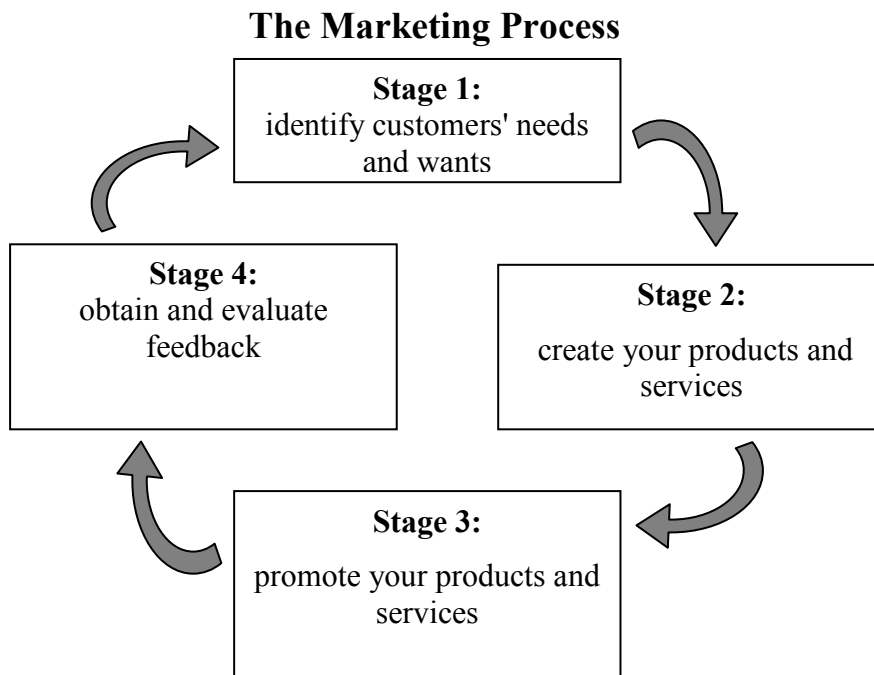 The Marketing Process
Stage 1:
identify customers' needs
and wants
Stage 2:
create your products and
services
Stage 3:
promote your products and
services
Stage 4:
obtain and evaluate
feedback